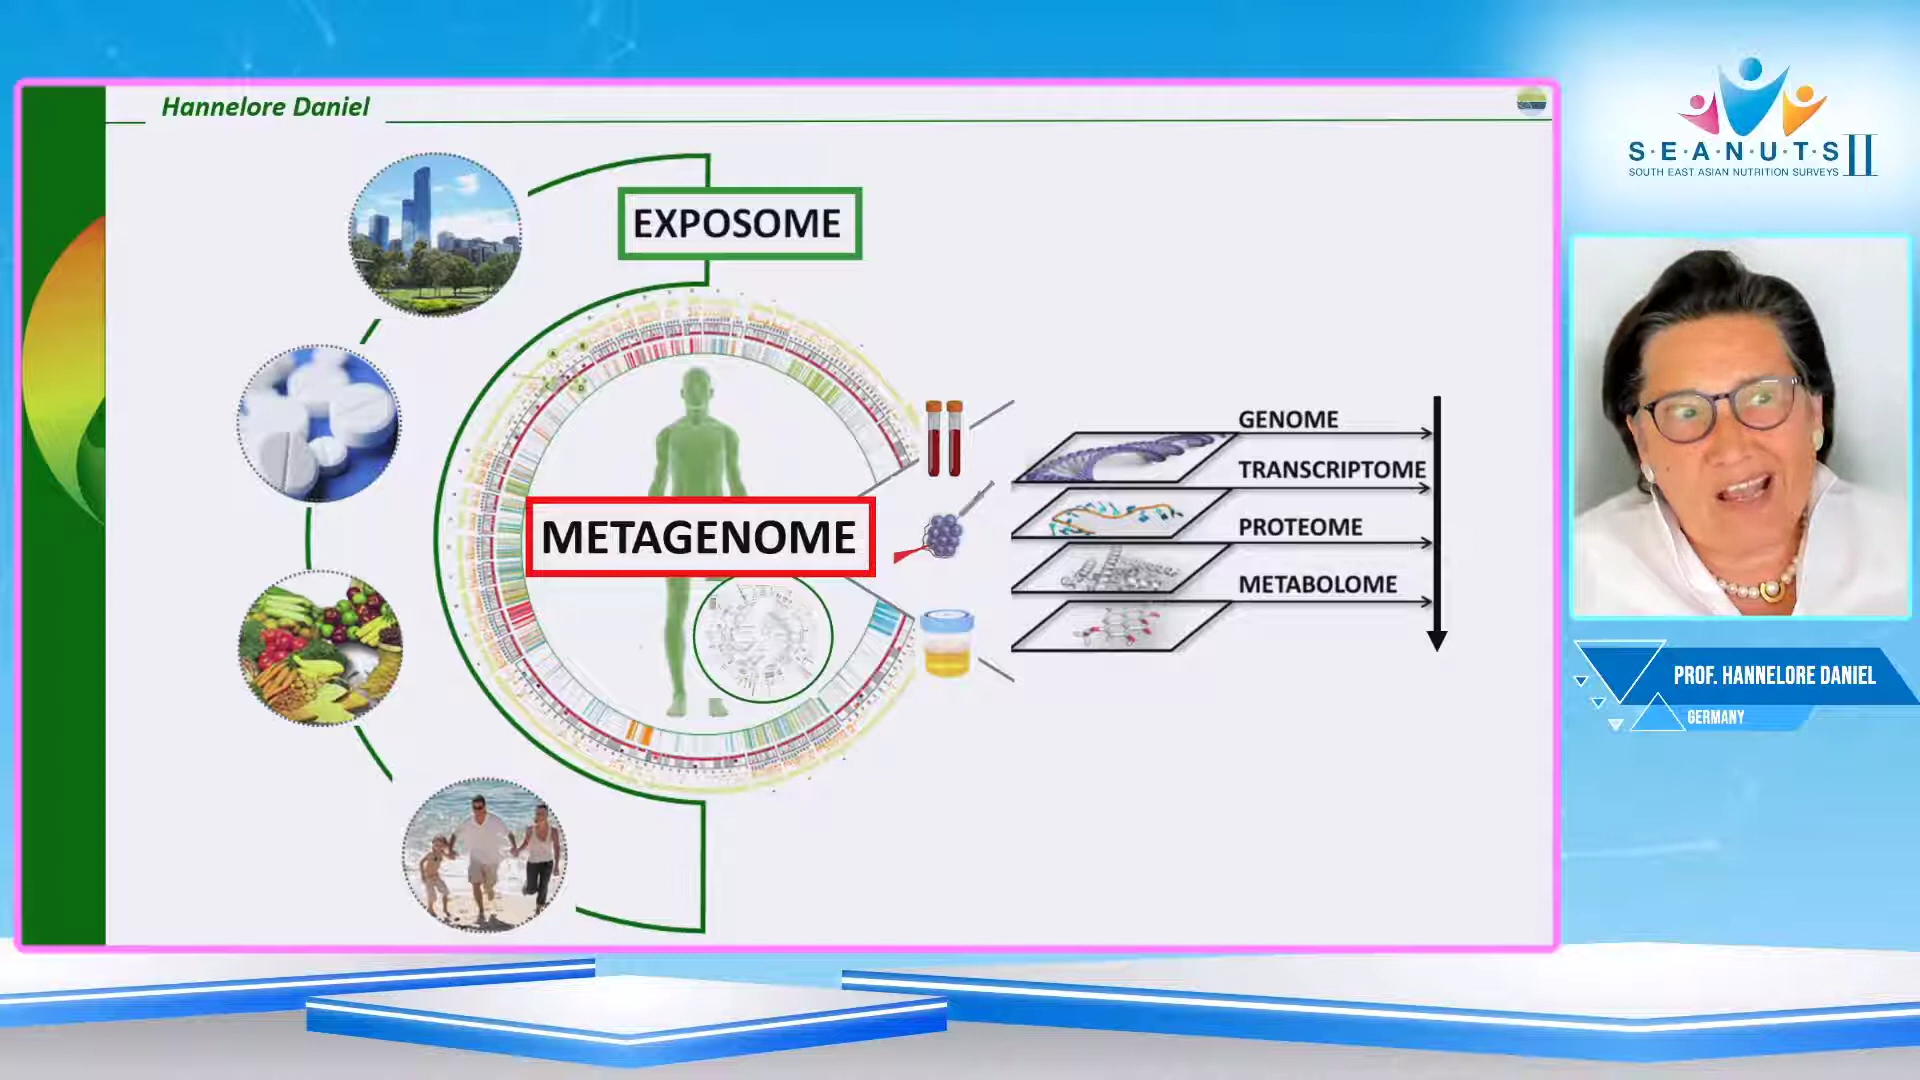 Hannelore Daniel
EXPOSOME
METAGENOME
GENOME
TRANSCRIPTOME
PROTEOME
METABOLOME
S·E·A·N·U·T·S II
SOUTH EAST ASIAN NUTRITION SURVEYS
PROF. HANNELORE DANIEL
GERMANY